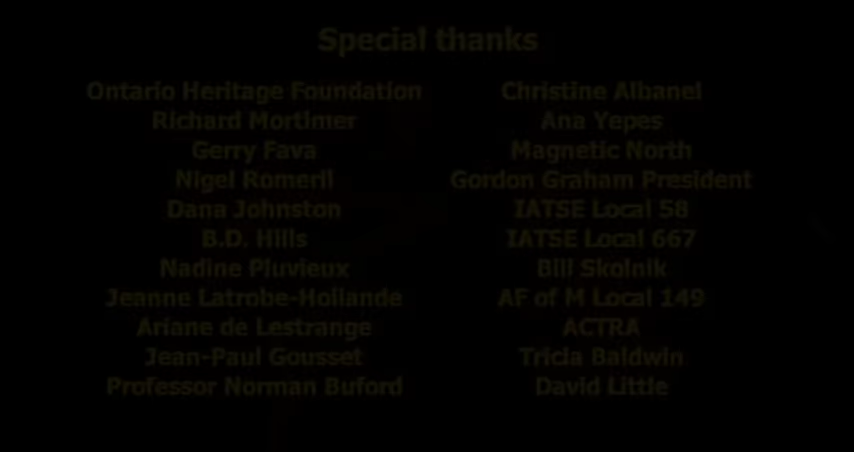 Special thanks
Ontario Heritage Foundation
Richard Mortimer
Gerry Fava
Nigel Romeril
Dana Johnston
B.D. Hills
Nadine Pluvieux
Jeanne Latrobe-Hollande
Ariane de Lestrange
Jean-Paul Gousset
Professor Norman Buford
Christine Albanel
Ana Yepes
Magnetic North
Gordon Graham President
IATSE Local 58
IATSE Local 667
Bill Skolnik
AF of M Local 149
ACTRA
Tricia Baldwin
David Little